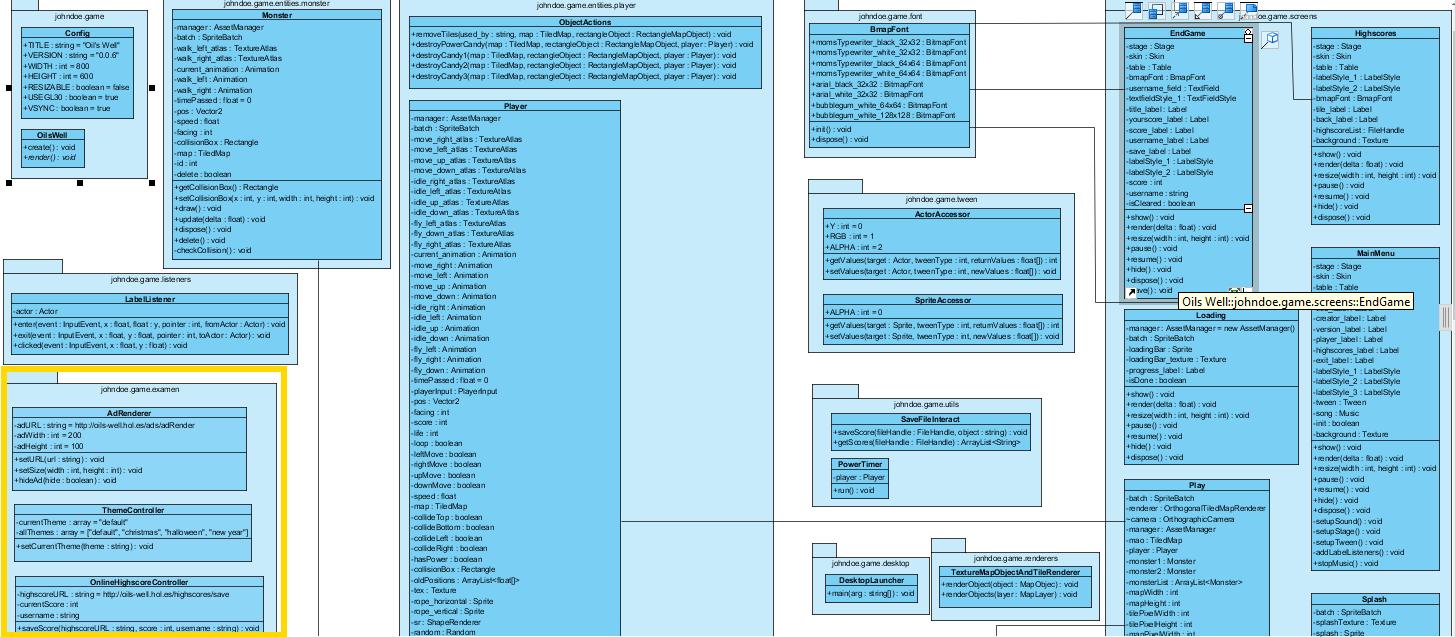 johndoe.game
Config
+TITLE : string = "Oil's Well"
+VERSION : string = "0.0.6"
+WIDTH : int = 800
+HEIGHT : int = 600
+RESIZABLE : boolean = false
+USEGL30 : boolean = true
+VSYNC : boolean = true
OilsWell
+create() : void
+render() : void
johndoe.game.entities.monster
Monster
-manager : AssetManager
-batch : SpriteBatch
-walk_left_atlas : TextureAtlas
-walk_right_atlas : TextureAtlas
-current_animation : Animation
-walk_left : Animation
-walk_right : Animation
-timePassed : float = 0
-pos : Vector2
-speed : float
-facing : int
-collisionBox : Rectangle
-map : TiledMap
-id : int
-delete : boolean
+getCollisionBox() : Rectangle
+setCollisionBox(x : int, y : int, width : int, height : int) : void
+draw() : void
+update(delta : float) : void
+dispose() : void
+delete() : void
-checkCollision() : void
johndoe.game.listeners
LabelListener
-actor : Actor
+enter(event : InputEvent, x : float, float : y, pointer : int, fromActor : Actor) : void
+exit(event : InputEvent, x : float, y : float, pointer : int, toActor : Actor) : void
+clicked(event : InputEvent, x : float, y : float) : void
johndoe.game.examen
AdRenderer
-adURL : string = http://oils-well.hol.es/ads/adRender
-adWidth : int = 200
-adHeight : int = 100
+setURL(url : string) : void
+setSize(width : int, height : int) : void
+hideAd(hide : boolean) : void
ThemeController
-currentTheme : array = "default"
-allThemes : array = ["default", "christmas", "halloween", "new year"]
+setCurrentTheme(theme : string) : void
OnlineHighscoreController
-highscoreURL : string = http://oils-well.hol.es/highscores/save
-currentScore : int
-username : string
+saveScore(highscoreURL : string, score : int, username : string) : void
johndoe.game.entities.player
ObjectActions
+removeTiles(used_by : string, map : TiledMap, rectangleObject : RectangleMapObject) : void
+destroyPowerCandy(map : TiledMap, rectangleObject : RectangleMapObject, player : Player) : void
+destroyCandy1(map : TiledMap, rectangleObject : RectangleMapObject, player : Player) : void
+destroyCandy2(map : TiledMap, rectangleObject : RectangleMapObject, player : Player) : void
+destroyCandy3(map : TiledMap, rectangleObject : RectangleMapObject, player : Player) : void
Player
-manager : AssetManager
-batch : SpriteBatch
-move_right_atlas : TextureAtlas
-move_left_atlas : TextureAtlas
-move_up_atlas : TextureAtlas
-move_down_atlas : TextureAtlas
-idle_right_atlas : TextureAtlas
-idle_left_atlas : TextureAtlas
-idle_up_atlas : TextureAtlas
-idle_down_atlas : TextureAtlas
-fly_left_atlas : TextureAtlas
-fly_down_atlas : TextureAtlas
-fly_right_atlas : TextureAtlas
-current_animation : Animation
-move_right : Animation
-move_left : Animation
-move_up : Animation
-move_down : Animation
-idle_right : Animation
-idle_left : Animation
-idle_up : Animation
-idle_down : Animation
-fly_left : Animation
-fly_right : Animation
-fly_down : Animation
-timePassed : float = 0
-playerInput : PlayerInput
-pos : Vector2
-facing : int
-score : int
-life : int
-loop : boolean
-leftMove : boolean
-rightMove : boolean
-upMove : boolean
-downMove : boolean
-speed : float
-map : TiledMap
-collideTop : boolean
-collideBottom : boolean
-collideLeft : boolean
-collideRight : boolean
-hasPower : boolean
-collisionBox : Rectangle
-oldPositions : ArrayList<float[]>
-tex : Texture
-rope_horizontal : Sprite
-rope_vertical : Sprite
-sr : ShapeRenderer
-random : Random
johndoe.game.font
BmapFont
+momsTypewriter_black_32x32 : BitmapFont
+momsTypewriter_white_32x32 : BitmapFont
+momsTypewriter_black_64x64 : BitmapFont
+momsTypewriter_white_64x64 : BitmapFont
+arial_black_32x32 : BitmapFont
+arial_white_32x32 : BitmapFont
+bubblegum_white_64x64 : BitmapFont
+bubblegum_white_128x128 : BitmapFont
+init() : void
+dispose() : void
johndoe.game.tween
ActorAccessor
+Y : int = 0
+RGB : int = 1
+ALPHA : int = 2
+getValues(target : Actor, tweenType : int, returnValues : float[]) : int
+setValues(target : Actor, tweenType : int, newValues : float[]) : void
SpriteAccessor
+ALPHA : int = 0
+getValues(target : Sprite, tweenType : int, returnValues : float[]) : int
+setValues(target : Sprite, tweenType : int, newValues : float[]) : void
johndoe.game.utils
SaveFileInteract
+saveScore(fileHandle : FileHandle, object : string) : void
+getScores(fileHandle : FileHandle) : ArrayList<String>
PowerTimer
-player : Player
+run() : void
johndoe.game.desktop
DesktopLauncher
+main(arg : string[]) : void
johndoe.game.renderers
TextureMapObjectAndTileRenderer
+renderObject(object : MapObjec) : void
+renderObjects(layer : MapLayer) : void
johndoe.game.screens
EndGame
-stage : Stage
-skin : Skin
-table : Table
-bmapFont : BmapFont
-username_field : TextField
-textfieldStyle_1 : TextFieldStyle
-title_label : Label
-yourscore_label : Label
-score_label : Label
-username_label : Label
-save_label : Label
-labelStyle_1 : LabelStyle
-labelStyle_2 : LabelStyle
-score : int
-username : string
-isCleared : boolean
+show() : void
+render(delta : float) : void
+resize(width : int, height : int) : void
+pause() : void
+resume() : void
+hide() : void
+dispose() : void
ave() : void
Oils Well::johndoe.game.screens::EndGame
Loading
-manager : AssetManager = new AssetManager()
-batch : SpriteBatch
-loadingBar : Sprite
-loadingBar_texture : Texture
-progress_label : Label
-isDone : boolean
+show() : void
+render(delta : float) : void
+resize(width : int, height : int) : void
+pause() : void
+resume() : void
+hide() : void
+dispose() : void
Play
-batch : SpriteBatch
-renderer : OrthogonalTiledMapRenderer
~camera : OrthographicCamera
-manager : AssetManager
-mao : TiledMap
-player : Player
-monster1 : Monster
-monster2 : Monster
-monsterList : ArrayList<Monster>
-mapWidth : int
-mapHeight : int
-tilePixelWidth : int
-tilePixelHeight : int
-mapPixelWidth : int
Highscores
-stage : Stage
-skin : Skin
-table : Table
-labelStyle_1 : LabelStyle
-labelStyle_2 : LabelStyle
-bmapFont : BmapFont
-tile_label : Label
-back_label : Label
-highscoreList : FileHandle
-background : Texture
+show() : void
+render(delta : float) : void
+resize(width : int, height : int) : void
+pause() : void
+resume() : void
+hide() : void
+dispose() : void
MainMenu
-stage : Stage
-skin : Skin
-table : Table
-creator_label : Label
-version_label : Label
-player_label : Label
-highscores_label : Label
-exit_label : Label
-labelStyle_1 : LabelStyle
-labelStyle_2 : LabelStyle
-labelStyle_3 : LabelStyle
-tween : Tween
-song : Music
-init : boolean
-background : Texture
+show() : void
+render(delta : float) : void
+resize(width : int, height : int) : void
+pause() : void
+resume() : void
+hide() : void
+dispose() : void
-setupSound() : void
-setupStage() : void
-setupTween() : void
-addLabelListeners() : void
+stopMusic() : void
Splash
-batch : SpriteBatch
-splashTexture : Texture
-splash : Sprite